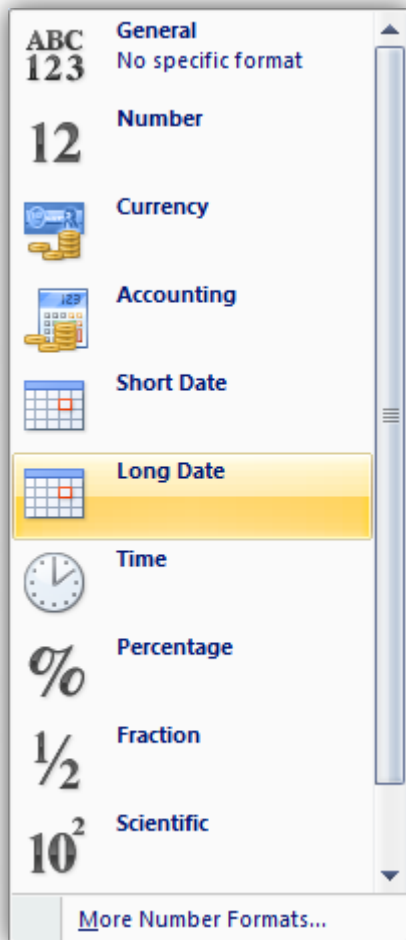 ABC
123
General
No specific format
12
Number
Currency
123
Accounting
Short Date
Long Date
Time
%
Percentage
1/2
Fraction
10²
Scientific
More Number Formats...